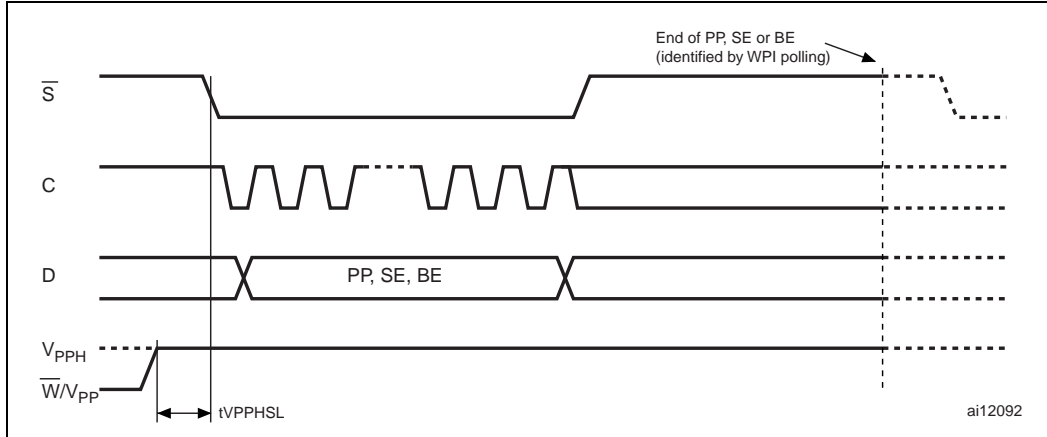 End of PP, SE or BE
(identified by WPI polling)
S̅
C
D
PP, SE, BE
VPPH
W̅/VPP
tVPPHSL
ai12092